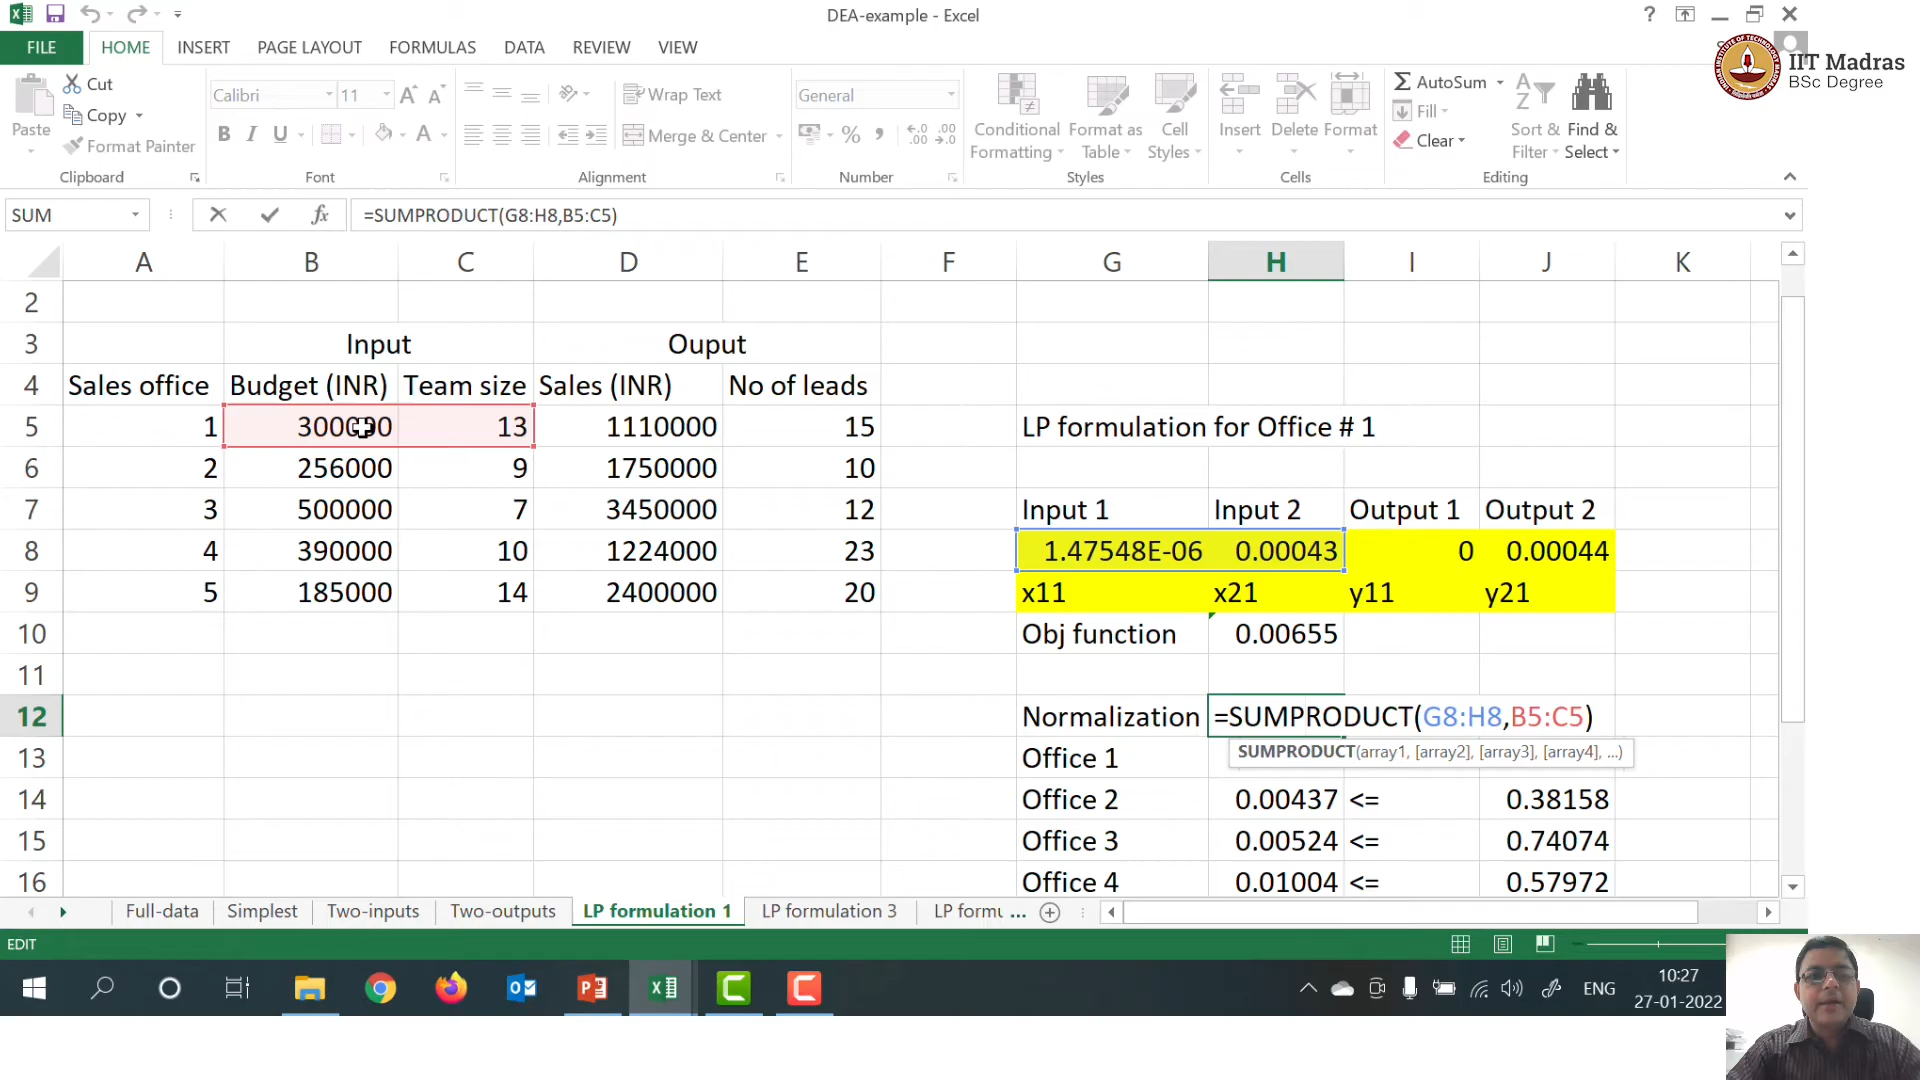 DEA-example - Excel
?
IIT Madras
BSc Degree
FILE HOME INSERT PAGE LAYOUT FORMULAS DATA REVIEW VIEW
Paste
Cut
Copy
Format Painter
Clipboard
Calibri 11
B I U
A
Font
Wrap Text
Merge & Center
Alignment
General
%
Number
Conditional Formatting
Format as Table
Cell Styles
Styles
Insert
Delete
Format
Cells
AutoSum
Fill
Clear
Sort & Filter
Find & Select
Editing
SUM fx =SUMPRODUCT(G8:H8,B5:C5)
A B C D E F G H I J K
2
3 Input Ouput
4 Sales office Budget (INR) Team size Sales (INR) No of leads
5 1 300000 13 1110000 15 LP formulation for Office # 1
6 2 256000 9 1750000 10
7 3 500000 7 3450000 12 Input 1 Input 2 Output 1 Output 2
8 4 390000 10 1224000 23 1.47548E-06 0.00043 0 0.00044
9 5 185000 14 2400000 20 x11 x21 y11 y21
10 Obj function 0.00655
11
12 Normalization =SUMPRODUCT(G8:H8,B5:C5)
SUMPRODUCT(array1, [array2], [array3], [array4], ...)
13 Office 1
14 Office 2 0.00437 <= 0.38158
15 Office 3 0.00524 <= 0.74074
16 Office 4 0.01004 <= 0.57972
Full-data Simplest Two-inputs Two-outputs LP formulation 1 LP formulation 3 LP formu ...
EDIT
ENG
10:27
27-01-2022